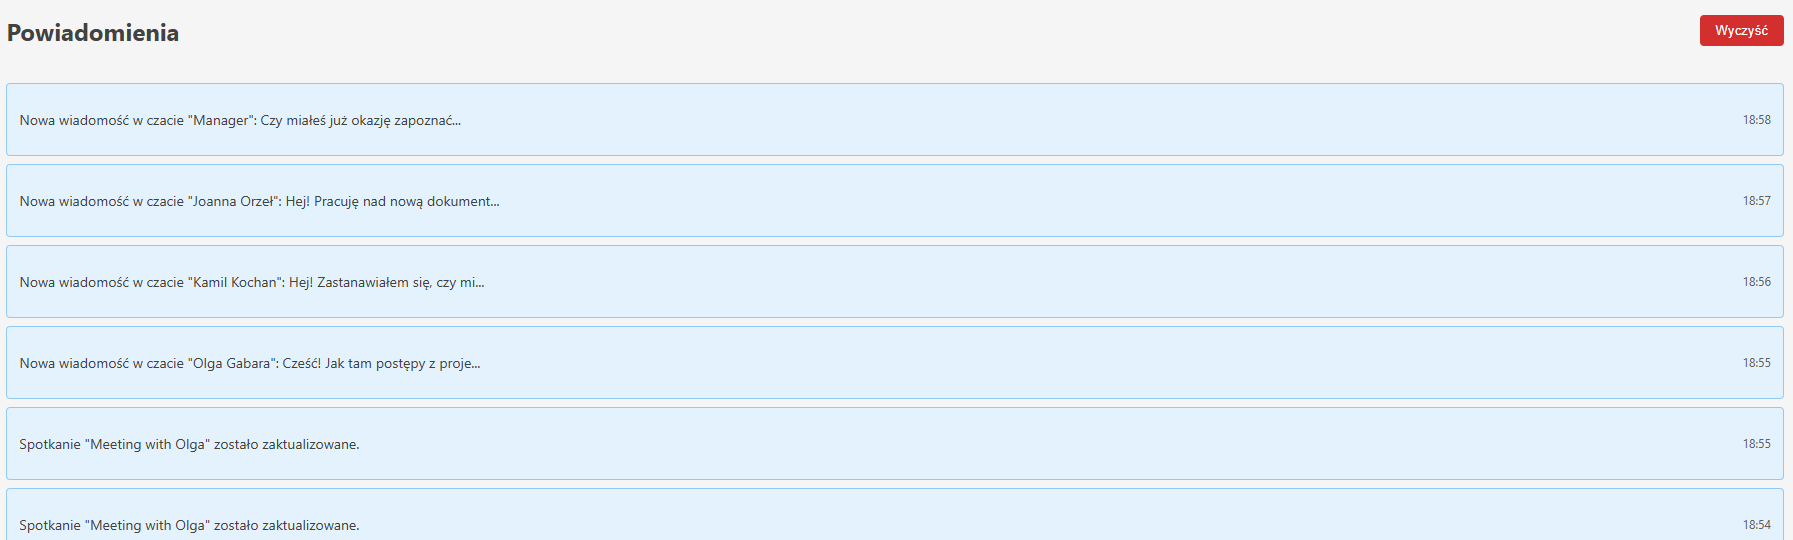 Powiadomienia
Wyczyść
Nowa wiadomość w czacie "Manager": Czy miałeś już okazję zapoznać...
18:58
Nowa wiadomość w czacie "Joanna Orzeł": Hej! Pracuję nad nową dokument...
18:57
Nowa wiadomość w czacie "Kamil Kochan": Hej! Zastanawiałem się, czy mi...
18:56
Nowa wiadomość w czacie "Olga Gabara": Cześć! Jak tam postępy z proje...
18:55
Spotkanie "Meeting with Olga" zostało zaktualizowane.
18:55
Spotkanie "Meeting with Olga" zostało zaktualizowane.
18:54